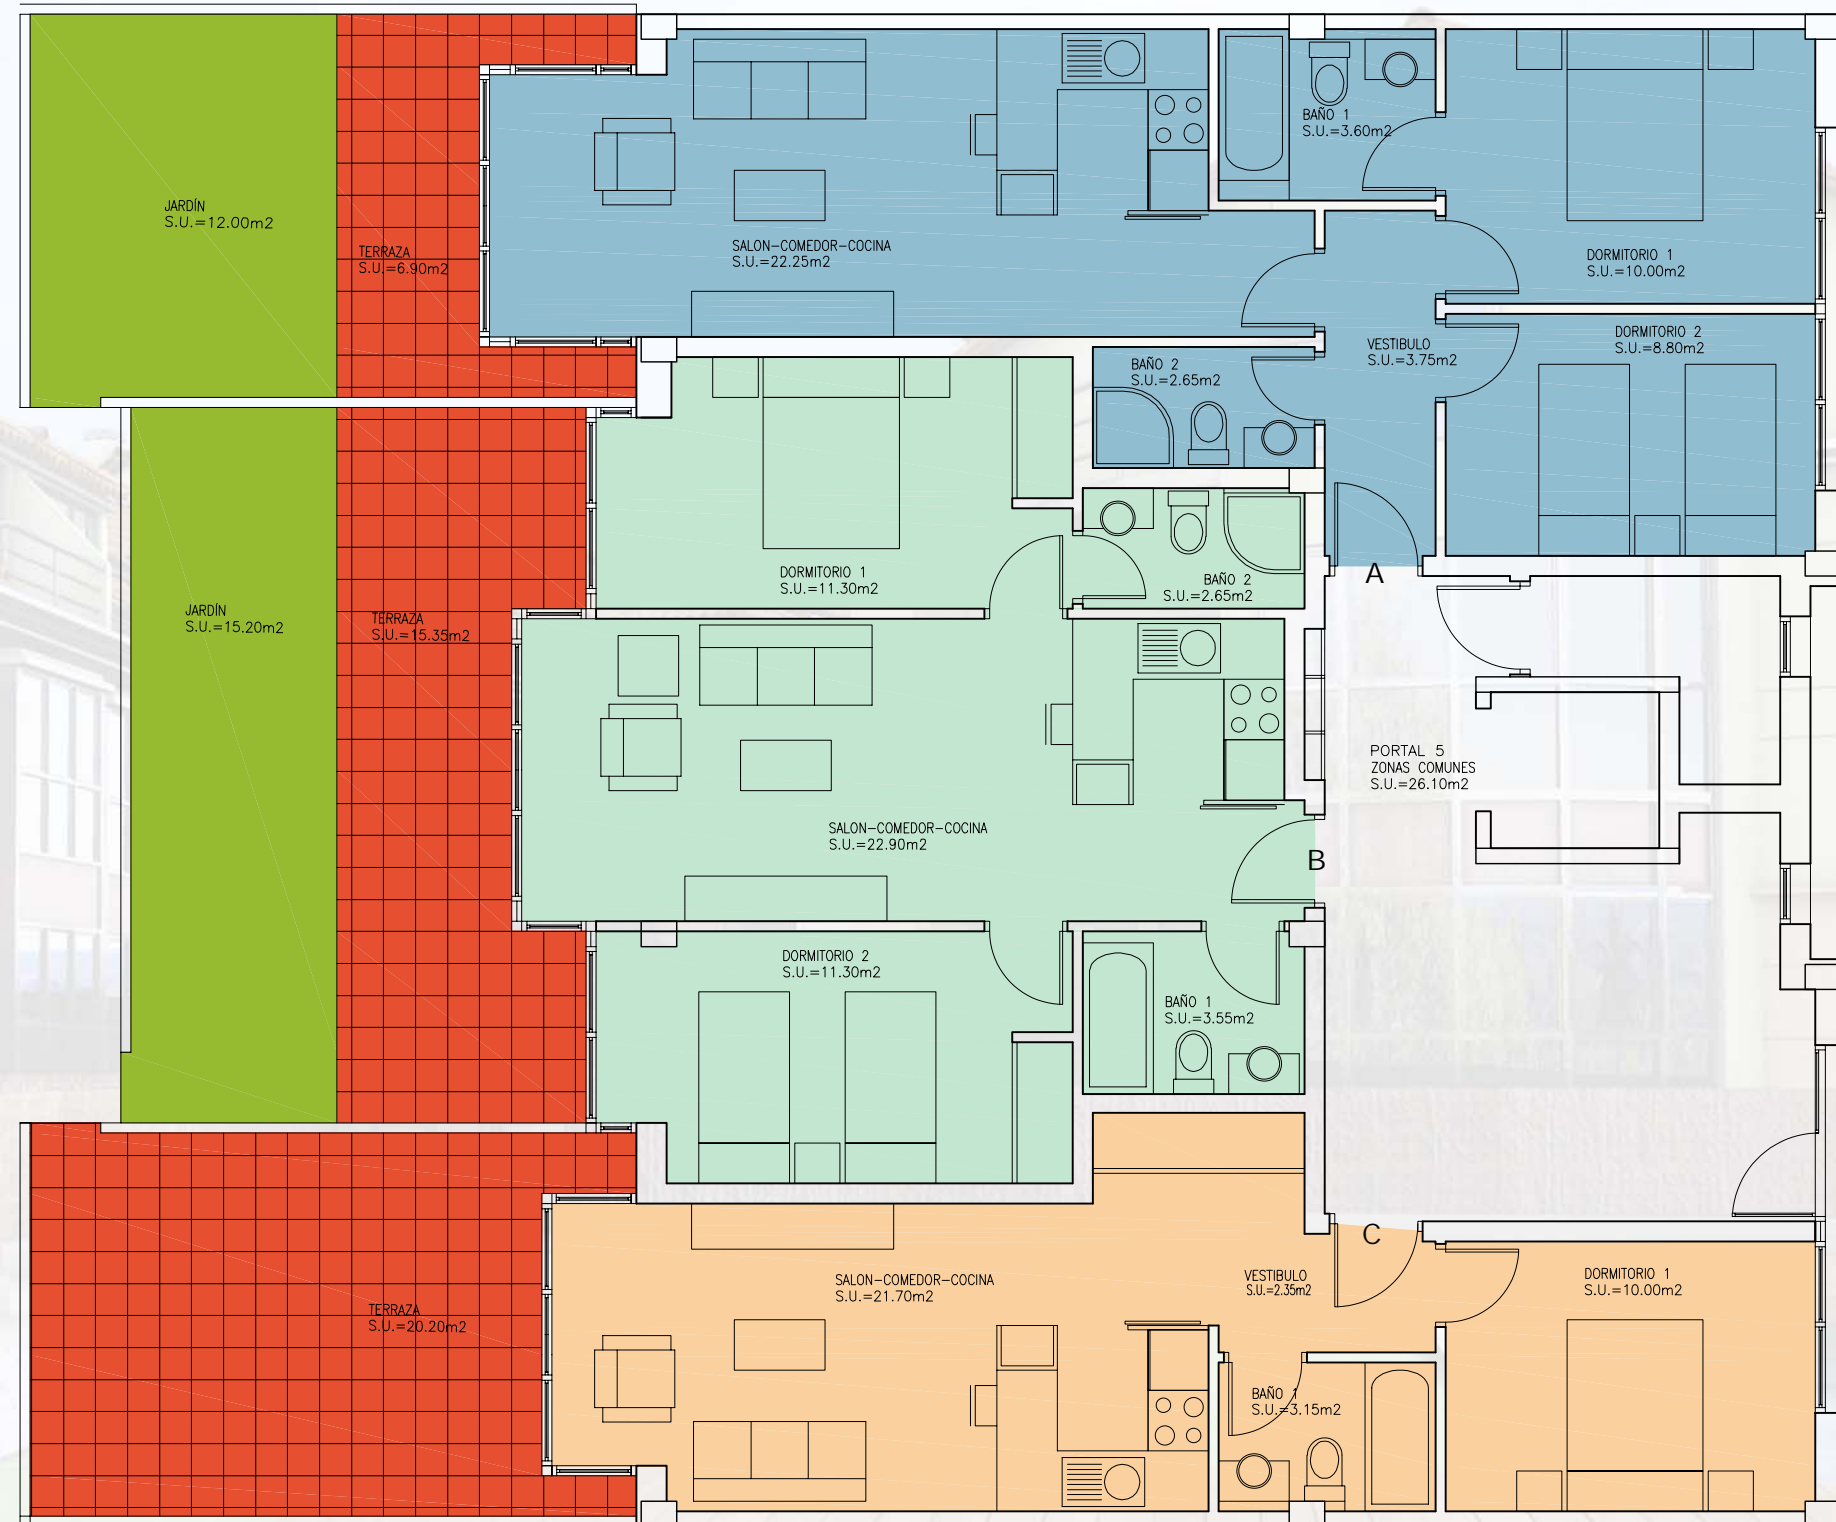 BAÑO 1
S.U.=3.60m2
JARDÍN
S.U.=12.00m2
TERRAZA
S.U.=6.90m2
SALON-COMEDOR-COCINA
S.U.=22.25m2
DORMITORIO 1
S.U.=10.00m2
DORMITORIO 2
S.U.=8.80m2
VESTIBULO
S.U.=3.75m2
BAÑO 2
S.U.=2.65m2
A
DORMITORIO 1
S.U.=11.30m2
BAÑO 2
S.U.=2.65m2
JARDÍN
S.U.=15.20m2
TERRAZA
S.U.=15.35m2
PORTAL 5
ZONAS COMUNES
S.U.=26.10m2
SALON-COMEDOR-COCINA
S.U.=22.90m2
B
DORMITORIO 2
S.U.=11.30m2
BAÑO 1
S.U.=3.55m2
C
SALON-COMEDOR-COCINA
S.U.=21.70m2
VESTIBULO
S.U.=2.35m2
DORMITORIO 1
S.U.=10.00m2
TERRAZA
S.U.=20.20m2
BAÑO 1
S.U.=3.15m2